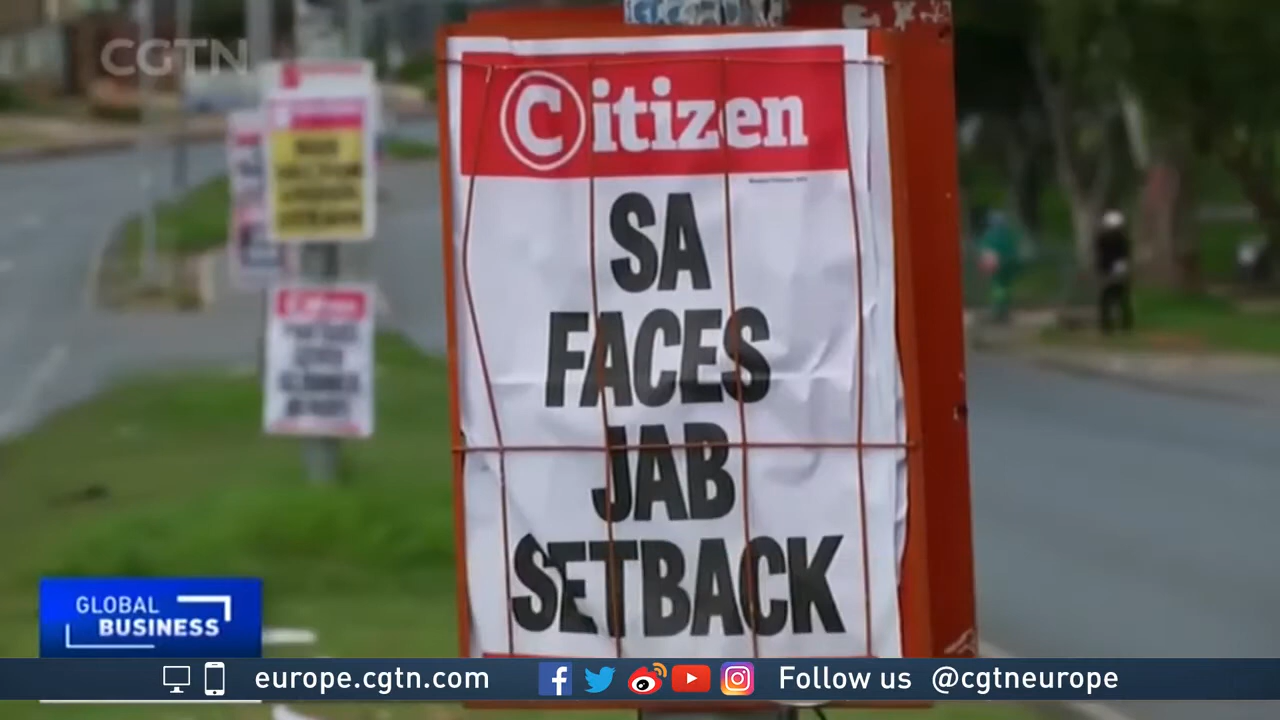 CGTN
Citizen
SA
FACES
JAB
SETBACK
GLOBAL
BUSINESS
europe.cgtn.com
Follow us @cgtneurope